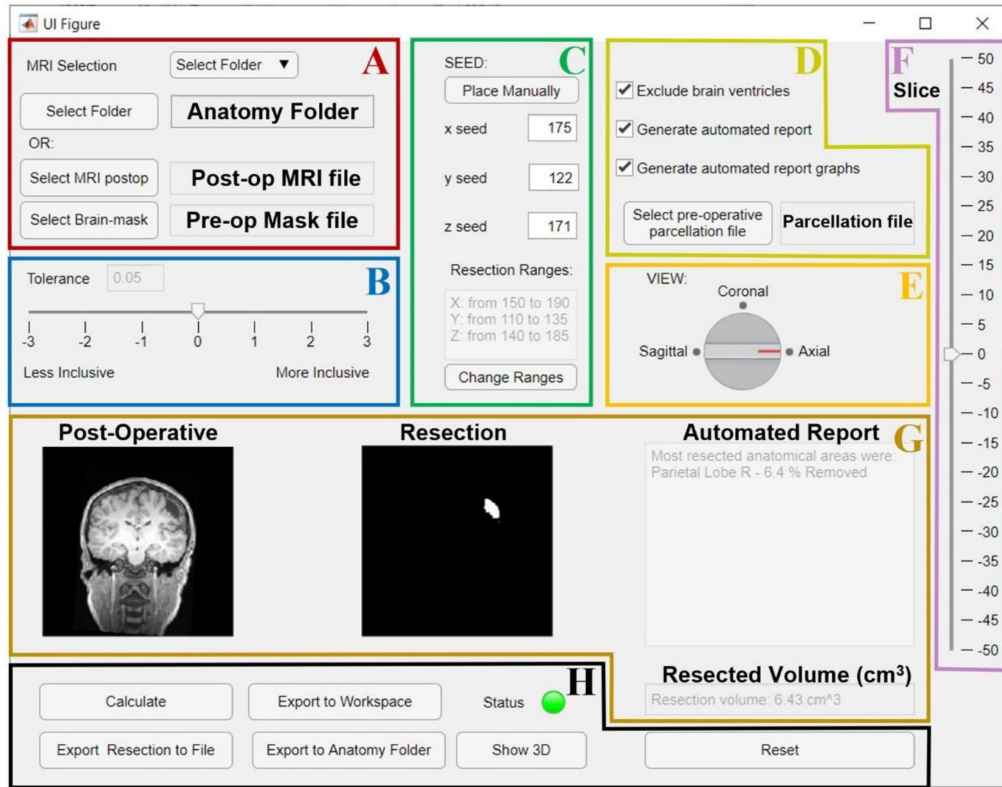 UI Figure
A
MRI Selection
Select Folder
Select Folder
Anatomy Folder
OR:
Select MRI postop
Post-op MRI file
Select Brain-mask
Pre-op Mask file
B
Tolerance
0.05
-3 -2 -1 0 1 2 3
Less Inclusive
More Inclusive
C
SEED:
Place Manually
x seed
175
y seed
122
z seed
171
Resection Ranges:
X: from 150 to 190
Y: from 110 to 135
Z: from 140 to 185
Change Ranges
D
Exclude brain ventricles
Generate automated report
Generate automated report graphs
Select pre-operative
parcellation file
Parcellation file
E
VIEW:
Coronal
Sagittal
Axial
F
Slice
50
45
40
35
30
25
20
15
10
5
0
-5
-10
-15
-20
-25
-30
-35
-40
-45
-50
G
Post-Operative
Resection
Automated Report
Most resected anatomical areas were:
Parietal Lobe R - 6.4 % Removed
Resected Volume (cm³)
Resection volume: 6.43 cm^3
H
Calculate
Export to Workspace
Status
Export Resection to File
Export to Anatomy Folder
Show 3D
Reset